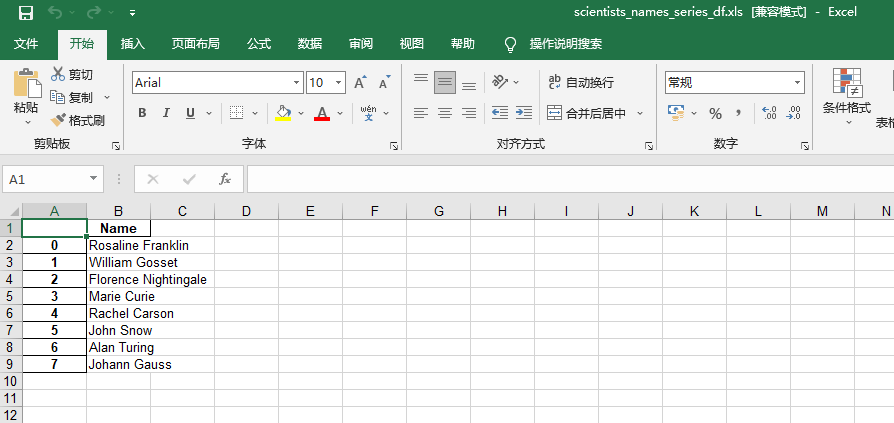 scientists_names_series_df.xls [兼容模式] - Excel
文件 开始 插入 页面布局 公式 数据 审阅 视图 帮助 操作说明搜索
粘贴 剪切 复制 格式刷
剪贴板
Arial 10 A A
B I U A wén 文
字体
ab c 自动换行
合并后居中
对齐方式
常规
% , .00 .0 .00 .0
数字
条件格式
表格
A1 fx
A B C D E F G H I J K L M N
1 Name
2 0 Rosaline Franklin
3 1 William Gosset
4 2 Florence Nightingale
5 3 Marie Curie
6 4 Rachel Carson
7 5 John Snow
8 6 Alan Turing
9 7 Johann Gauss
10
11
12